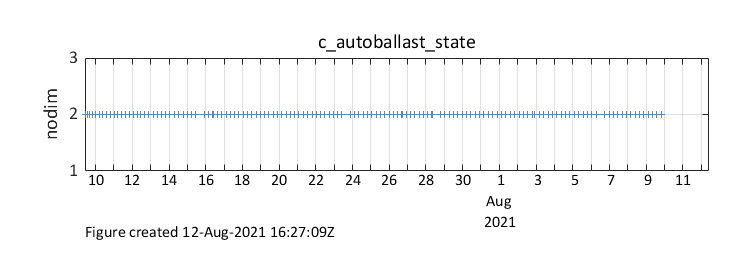 c_autoballast_state
3
2
1
nodim
10 12 14 16 18 20 22 24 26 28 30 1 3 5 7 9 11
Aug
2021
Figure created 12-Aug-2021 16:27:09Z